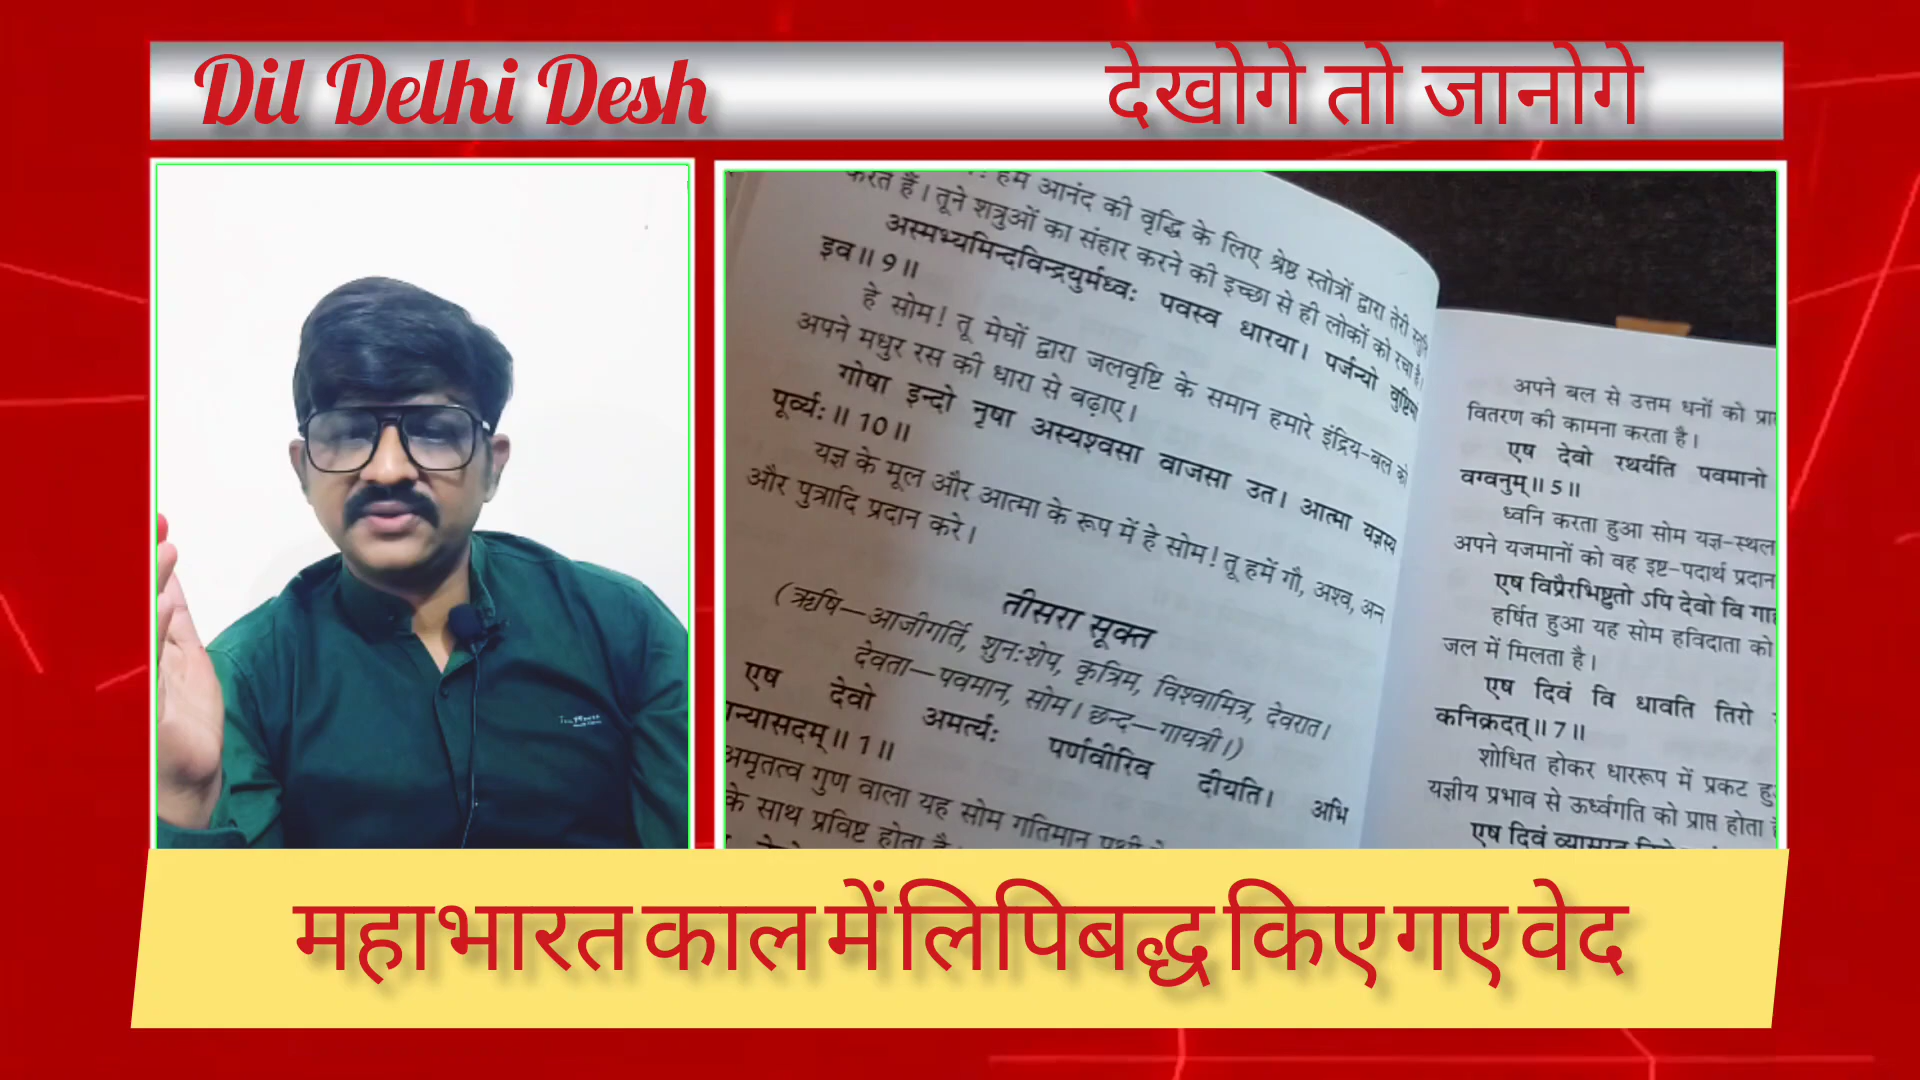 Dil Delhi Desh
देखोगे तो जानोगे
हम आनंद की वृद्धि के लिए श्रेष्ठ स्तोत्रों द्वारा तेरी स्तुति
करते हैं। तूने शत्रुओं का संहार करने की इच्छा से ही लोकों को रचा है।
अस्मभ्यमिन्दविन्द्रयुर्मध्वः पवस्व धारया। पर्जन्यो वृष्टिमाँ
इव॥ 9॥
हे सोम! तू मेघों द्वारा जलवृष्टि के समान हमारे इंद्रिय-बल को
अपने मधुर रस की धारा से बढ़ाए।
गोषा इन्दो नृषा अस्यश्वसा वाजसा उत। आत्मा यज्ञस्य
पूर्व्यः॥ 10॥
यज्ञ के मूल और आत्मा के रूप में हे सोम! तू हमें गौ, अश्व, अन्न
और पुत्रादि प्रदान करे।
तीसरा सूक्त
(ऋषि—आजीगर्ति, शुनःशेप, कृत्रिम, विश्वामित्र, देवरात।
देवता—पवमान, सोम। छन्द—गायत्री।)
एष देवो अमर्त्यः पर्णवीरिव दीयति। अभि
न्यासदम्॥ 1॥
अमृतत्व गुण वाला यह सोम गतिमान
के साथ प्रविष्ट होता है
अपने बल से उत्तम धनों को
वितरण की कामना करता है।
एष देवो रथर्यति पवमानो
वग्वनुम्॥ 5॥
ध्वनि करता हुआ सोम यज्ञ-स्थल
अपने यजमानों को वह इष्ट-पदार्थ प्रदान
एष विप्रैरभिष्टुतो ऽपि देवो वि
हर्षित हुआ यह सोम हविदाता को
जल में मिलता है।
एष दिवं वि धावति तिरो
कनिक्रदत्॥ 7॥
शोधित होकर धाररूप में प्रकट
यज्ञीय प्रभाव से ऊर्ध्वगति को प्राप्त होता
एष दिवं
महाभारत काल में लिपिबद्ध किए गए वेद